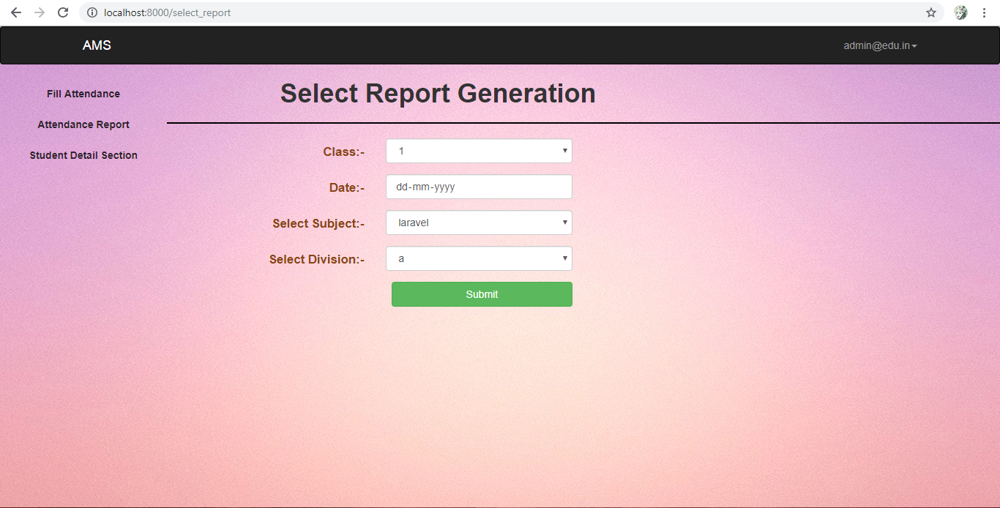 localhost:8000/select_report
AMS
admin@edu.in
Fill Attendance
Attendance Report
Student Detail Section
Select Report Generation
Class:- 1
Date:- dd-mm-yyyy
Select Subject:- laravel
Select Division:- a
Submit